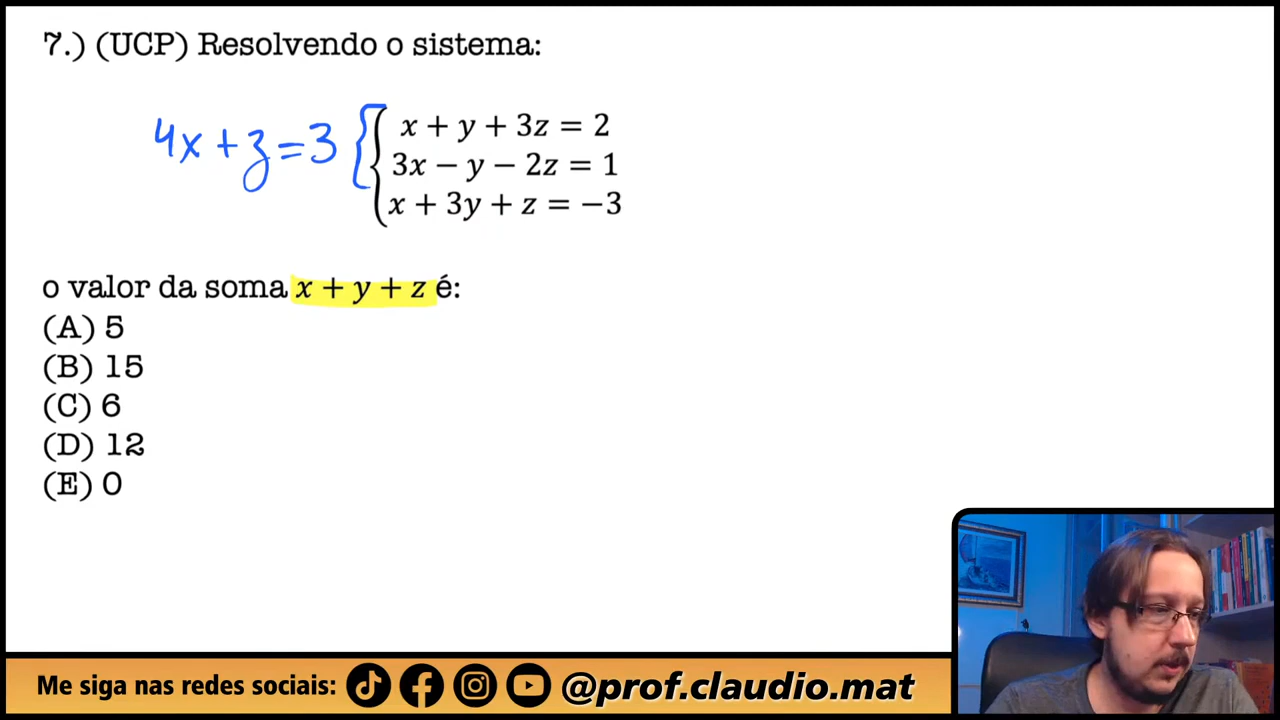 7.) (UCP) Resolvendo o sistema:
4x + z = 3
x + y + 3z = 2
3x − y − 2z = 1
x + 3y + z = −3
o valor da soma x + y + z é:
(A) 5
(B) 15
(C) 6
(D) 12
(E) 0
Me siga nas redes sociais: @prof.claudio.mat